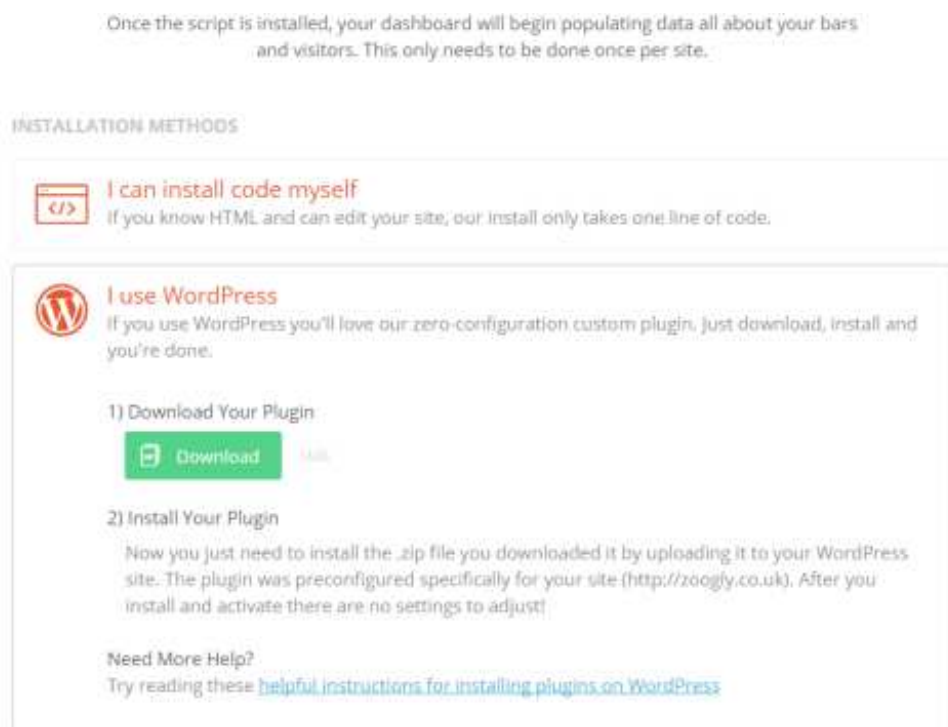 Once the script is installed, your dashboard will begin populating data all about your bars
and visitors. This only needs to be done once per site.
INSTALLATION METHODS
I can install code myself
</>
If you know HTML and can edit your site, our install only takes one line of code.
I use WordPress
If you use WordPress you'll love our zero-configuration custom plugin. Just download, install and
you're done.
1) Download Your Plugin
Download
2) Install Your Plugin
Now you just need to install the .zip file you downloaded it by uploading it to your WordPress
site. The plugin was preconfigured specifically for your site (http://zoogly.co.uk). After you
install and activate there are no settings to adjust!
Need More Help?
Try reading these helpful instructions for installing plugins on WordPress